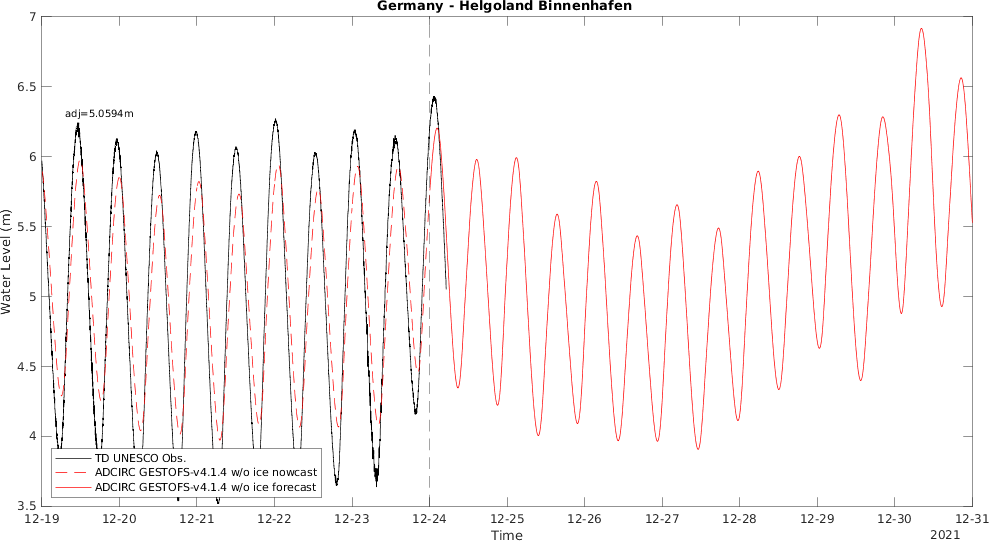 Germany - Helgoland Binnenhafen
7
6.5
6
5.5
5
4.5
4
3.5
Water Level (m)
adj=5.0594m
TD UNESCO Obs.
ADCIRC GESTOFS-v4.1.4 w/o ice nowcast
ADCIRC GESTOFS-v4.1.4 w/o ice forecast
12-19 12-20 12-21 12-22 12-23 12-24 12-25 12-26 12-27 12-28 12-29 12-30 12-31
Time
2021